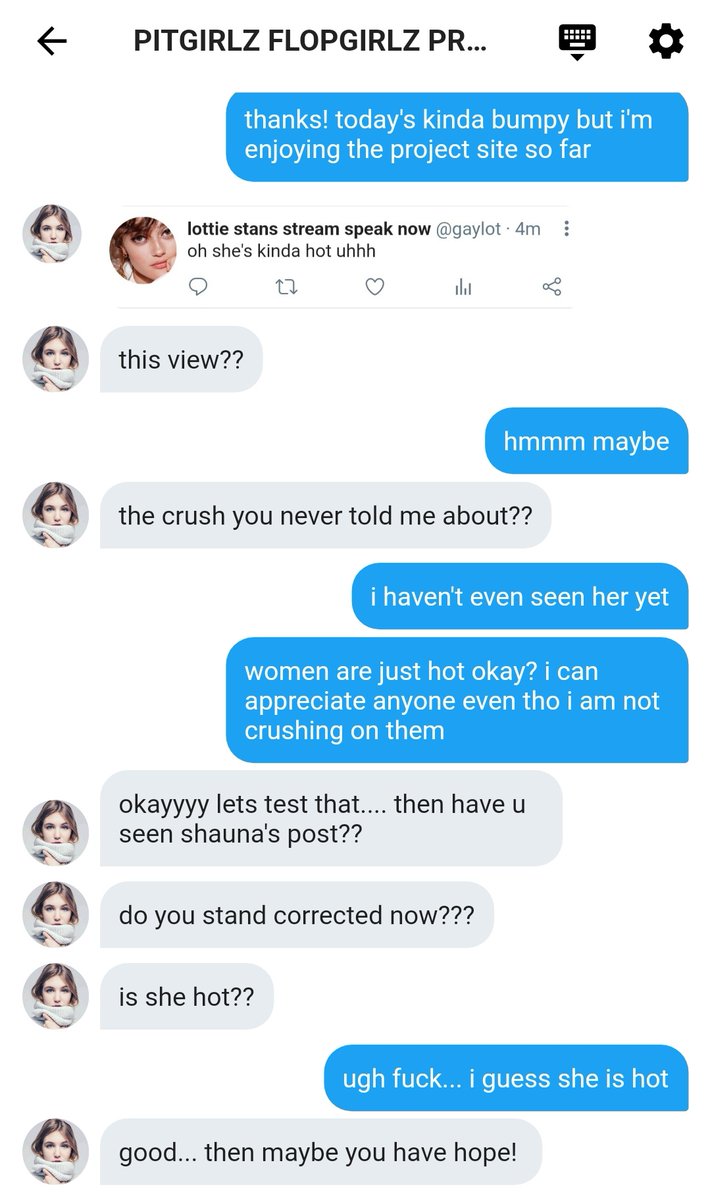 PITGIRLZ FLOPGIRLZ PR...
thanks! today's kinda bumpy but i'm
enjoying the project site so far
lottie stans stream speak now @gaylot · 4m
oh she's kinda hot uhhh
this view??
hmmm maybe
the crush you never told me about??
i haven't even seen her yet
women are just hot okay? i can
appreciate anyone even tho i am not
crushing on them
okayyyy lets test that.... then have u
seen shauna's post??
do you stand corrected now???
is she hot??
ugh fuck... i guess she is hot
good... then maybe you have hope!